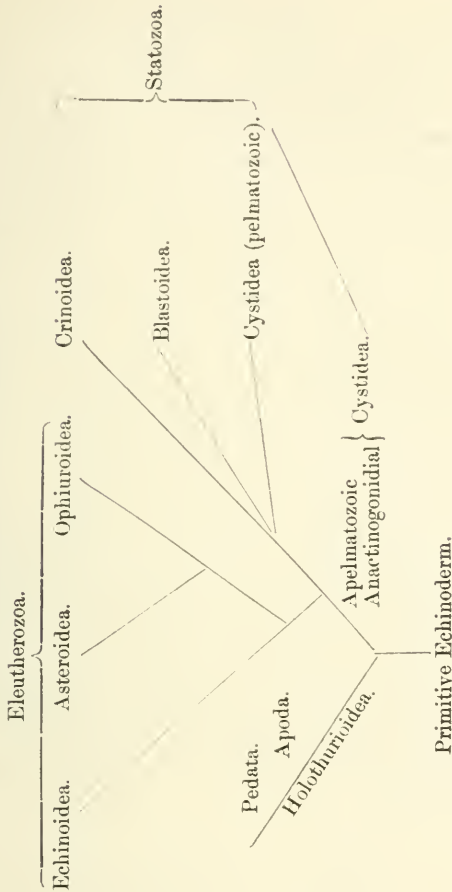 Eleutherozoa.
Echinoidea.
Asteroidea.
Ophiuroidea.
Crinoidea.
Blastoidea.
Cystidea (pelmatozoic).
Statozoa.
Pedata.
Apoda.
Holothurioidea.
Apelmatozoic
Anactinogonidial
Cystidea.
Primitive Echinoderm.